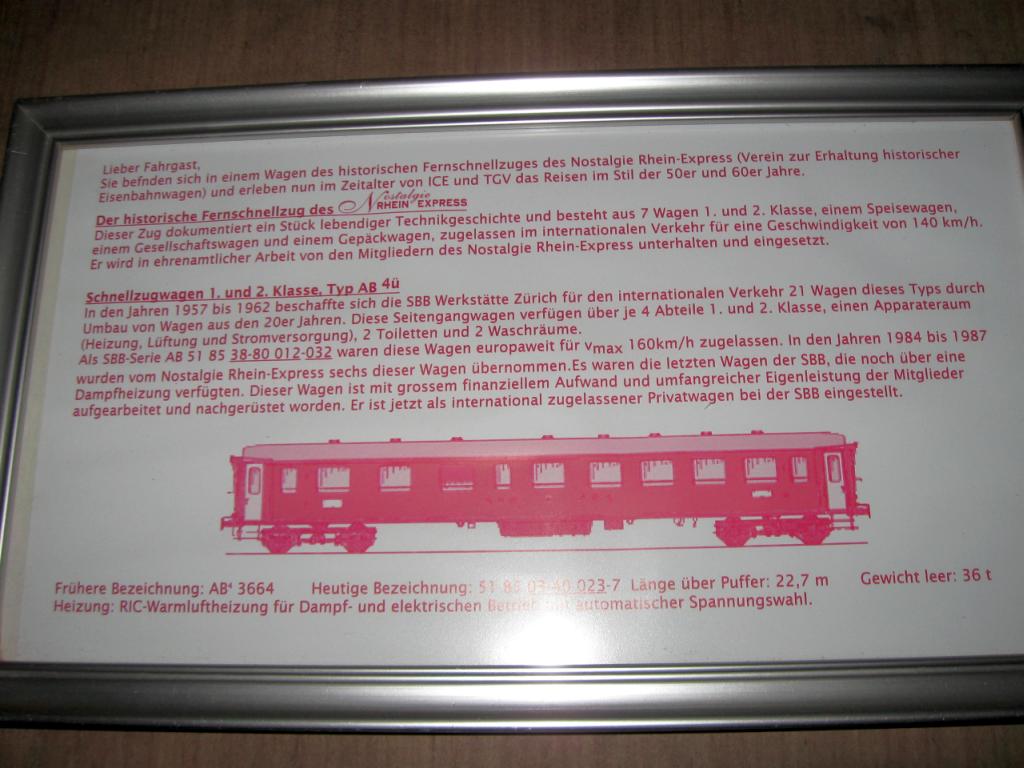 Lieber Fahrgast,
Sie befnden sich in einem Wagen des historischen Fernschnellzuges des Nostalgie Rhein-Express (Verein zur Erhaltung historischer
Eisenbahnwagen) und erleben nun im Zeitalter von ICE und TGV das Reisen im Stil der 50er und 60er Jahre.
Der historische Fernschnellzug des Nostalgie RHEIN EXPRESS
Dieser Zug dokumentiert ein Stück lebendiger Technikgeschichte und besteht aus 7 Wagen 1. und 2. Klasse, einem Speisewagen,
einem Gesellschaftswagen und einem Gepäckwagen, zugelassen im internationalen Verkehr für eine Geschwindigkeit von 140 km/h.
Er wird in ehrenamtlicher Arbeit von den Mitgliedern des Nostalgie Rhein-Express unterhalten und eingesetzt.
Schnellzugwagen 1. und 2. Klasse, Typ AB 4ü
In den Jahren 1957 bis 1962 beschaffte sich die SBB Werkstätte Zürich für den internationalen Verkehr 21 Wagen dieses Typs durch
Umbau von Wagen aus den 20er Jahren. Diese Seitengangwagen verfügen über je 4 Abteile 1. und 2. Klasse, einen Apparateraum
(Heizung, Lüftung und Stromversorgung), 2 Toiletten und 2 Waschräume.
Als SBB-Serie AB 51 85 38-80 012-032 waren diese Wagen europaweit für vmax 160km/h zugelassen. In den Jahren 1984 bis 1987
wurden vom Nostalgie Rhein-Express sechs dieser Wagen übernommen.Es waren die letzten Wagen der SBB, die noch über eine
Dampfheizung verfügten. Dieser Wagen ist mit grossem finanziellem Aufwand und umfangreicher Eigenleistung der Mitglieder
aufgearbeitet und nachgerüstet worden. Er ist jetzt als international zugelassener Privatwagen bei der SBB eingestellt.
Frühere Bezeichnung: AB⁴ 3664 Heutige Bezeichnung: 51 85 03-40 023-7 Länge über Puffer: 22,7 m Gewicht leer: 36 t
Heizung: RIC-Warmluftheizung für Dampf- und elektrischen Betrieb mit automatischer Spannungswahl.